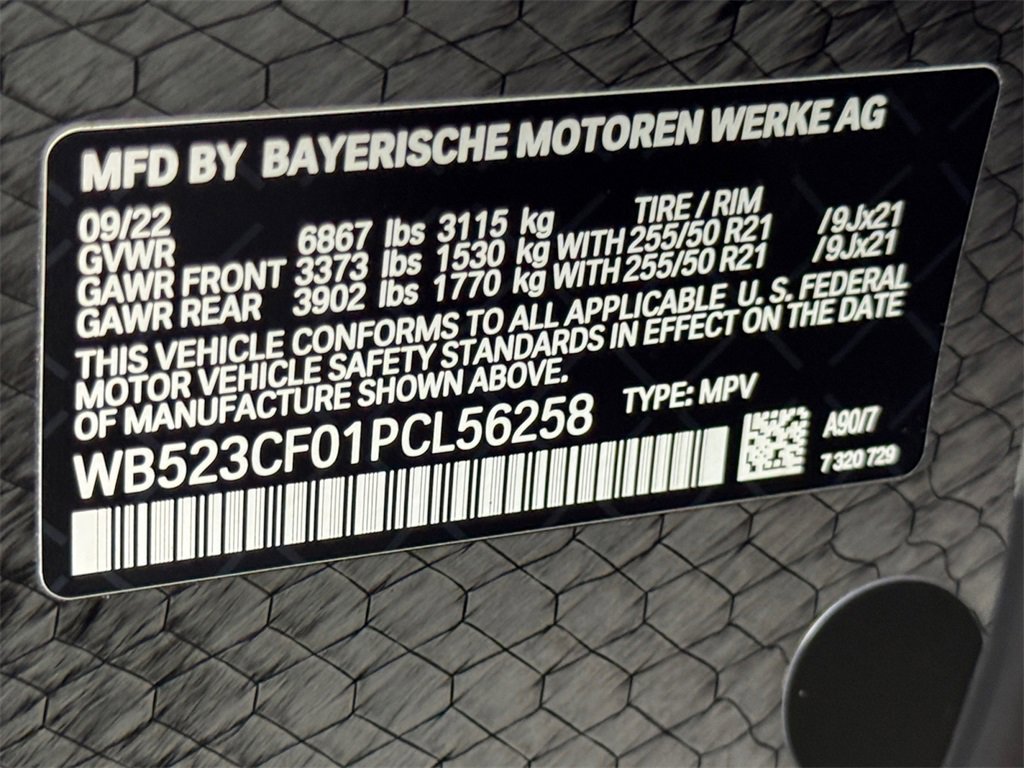 MFD BY BAYERISCHE MOTOREN WERKE AG
09/22 TIRE / RIM
GVWR 6867 lbs 3115 kg
GAWR FRONT 3373 lbs 1530 kg WITH 255/50 R21 /9Jx21
GAWR REAR 3902 lbs 1770 kg WITH 255/50 R21 /9Jx21
THIS VEHICLE CONFORMS TO ALL APPLICABLE U. S. FEDERAL
MOTOR VEHICLE SAFETY STANDARDS IN EFFECT ON THE DATE
OF MANUFACTURE SHOWN ABOVE.
WB523CF01PCL56258 TYPE: MPV
A90/7
7 320 729